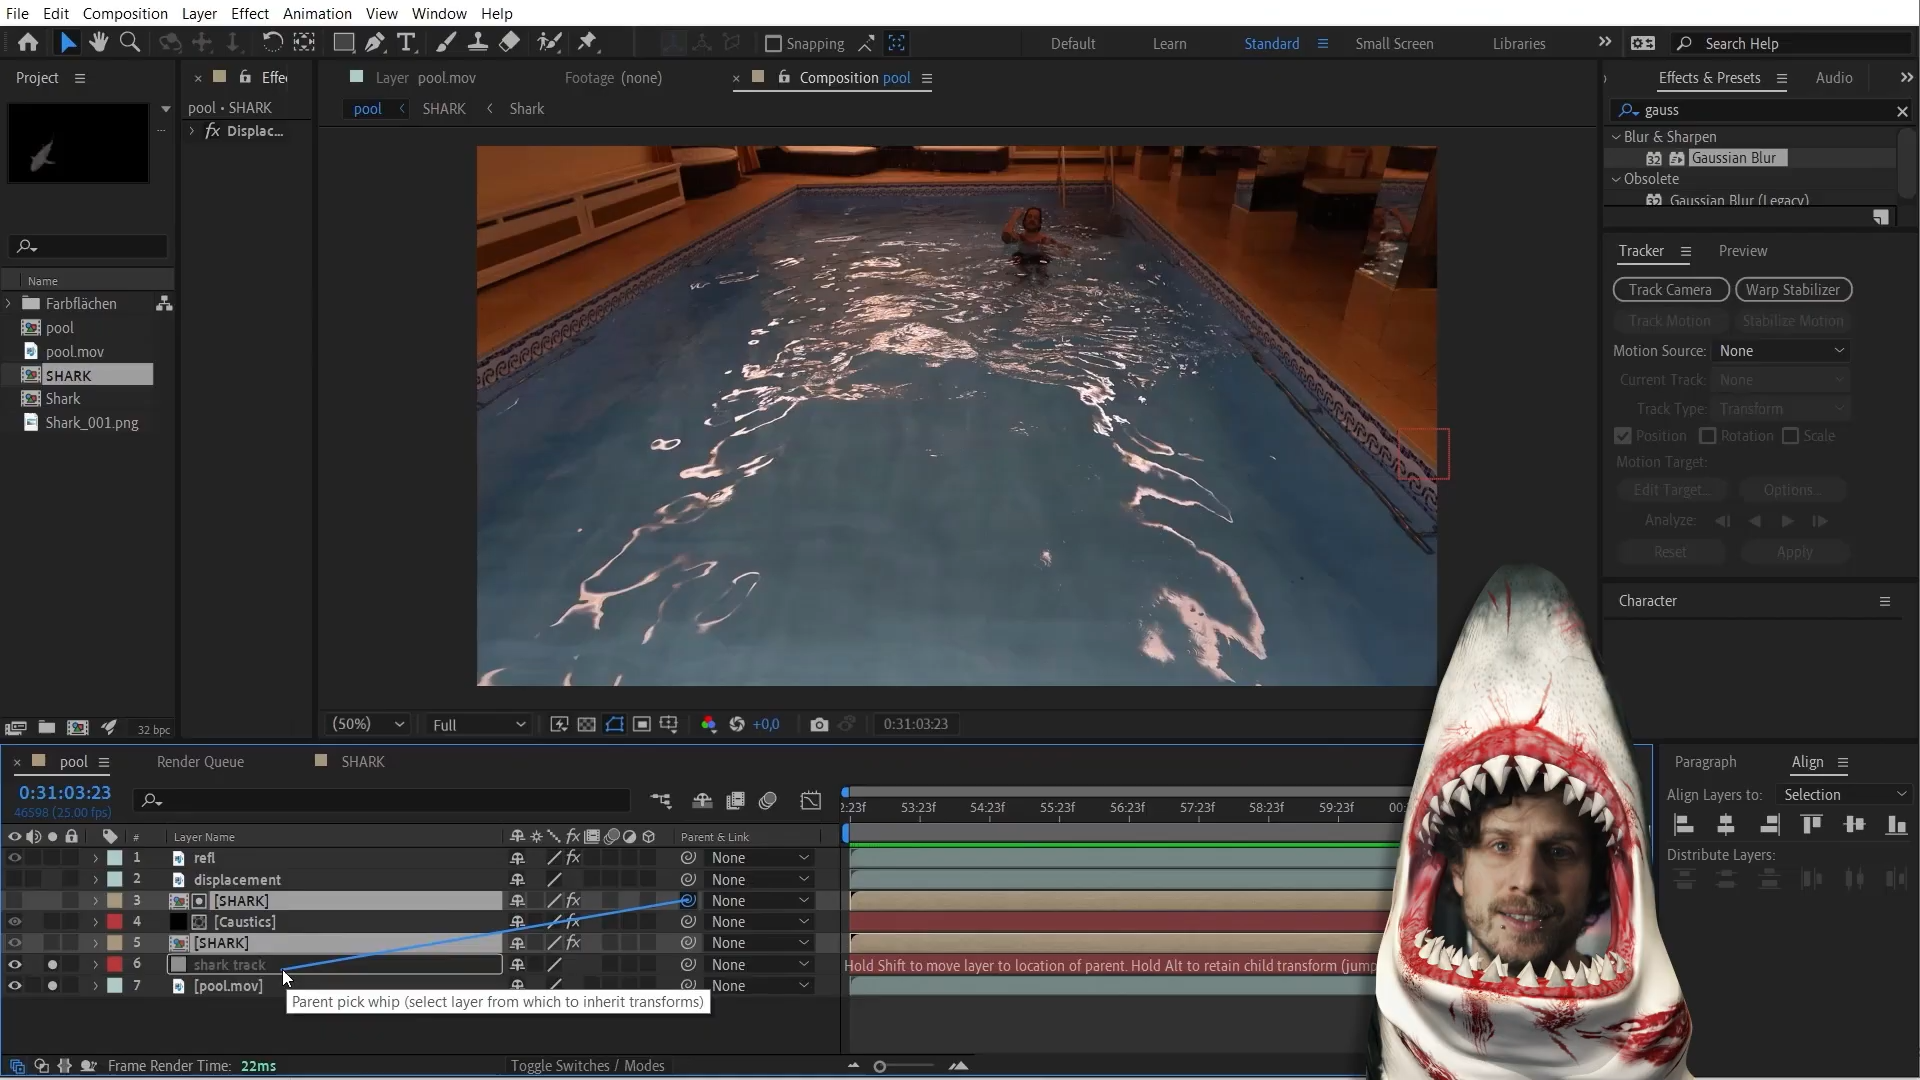 File Edit Composition Layer Effect Animation View Window Help
Snapping Default Learn Standard Small Screen Libraries Search Help
Project
Effe
Layer pool.mov Footage (none) Composition pool
Effects & Presets Audio
pool • SHARK
pool SHARK Shark
gauss
fx Displac...
Blur & Sharpen
32 Gaussian Blur
Obsolete
32 Gaussian Blur (Legacy)
Tracker Preview
Name
Track Camera Warp Stabilizer
Farbflächen
Track Motion Stabilize Motion
pool
Motion Source: None
pool.mov
SHARK
Current Track: None
Shark
Track Type: Transform
Shark_001.png
Position Rotation Scale
Motion Target:
Edit Target... Options...
Analyze:
Reset Apply
Character
32 bpc
(50%) Full +0,0 0:31:03:23
pool Render Queue SHARK
Paragraph Align
0:31:03:23
46598 (25.00 fps)
Align Layers to: Selection
2:23f 53:23f 54:23f 55:23f 56:23f 57:23f 58:23f 59:23f 00:
# Layer Name fx Parent & Link
Distribute Layers:
1 refl fx None
2 displacement None
3 [SHARK] fx None
4 [Caustics] fx None
5 [SHARK] fx None
6 shark track None
Hold Shift to move layer to location of parent. Hold Alt to retain child transform (jump
7 [pool.mov] None
Parent pick whip (select layer from which to inherit transforms)
Frame Render Time: 22ms Toggle Switches / Modes